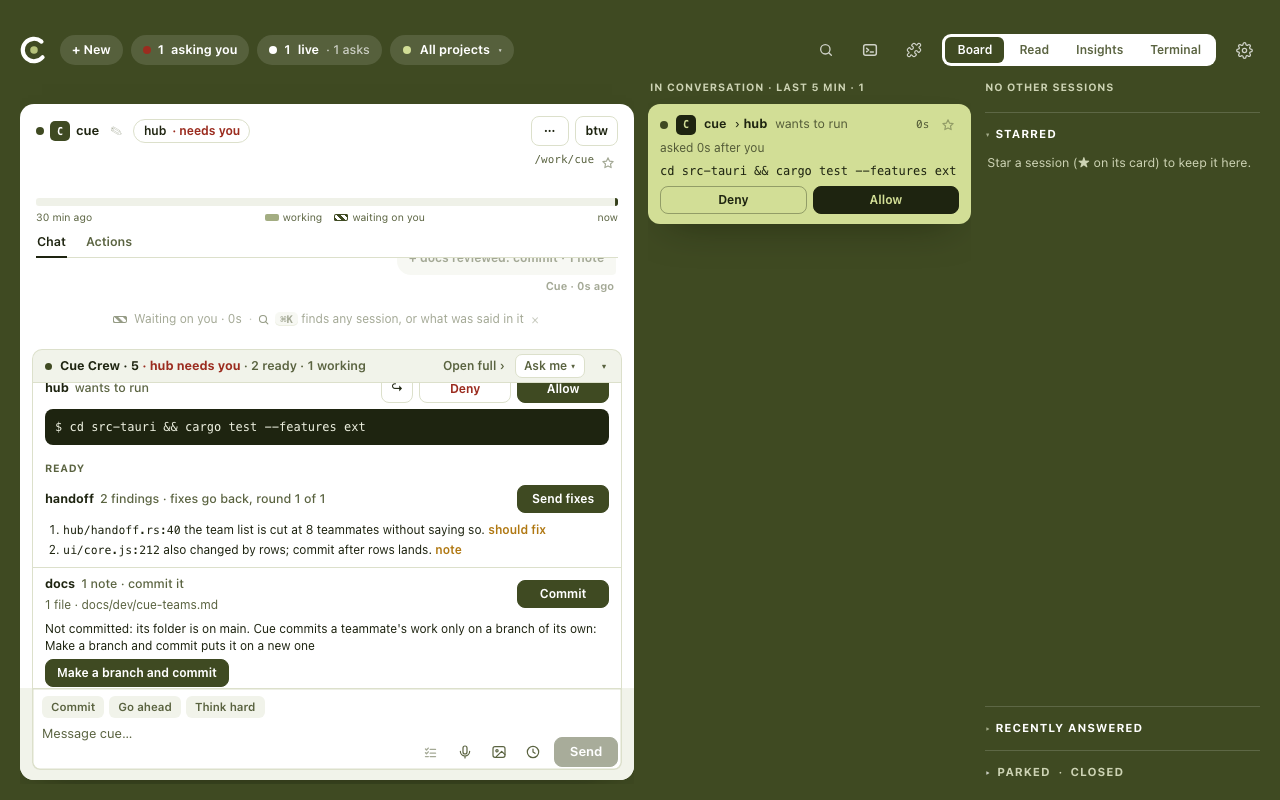 + New
1 asking you
1 live · 1 asks
All projects ·
Board
Read
Insights
Terminal
cue
hub · needs you
···
btw
/work/cue
30 min ago
working
waiting on you
now
Chat
Actions
+ docs reviewed: commit · 1 note
Cue · 0s ago
Waiting on you · 0s · ⌘K finds any session, or what was said in it ×
Cue Crew · 5 · hub needs you · 2 ready · 1 working
Open full ›
Ask me ▾
hub wants to run
Deny
Allow
$ cd src-tauri && cargo test --features ext
READY
handoff 2 findings · fixes go back, round 1 of 1
Send fixes
1. hub/handoff.rs:40 the team list is cut at 8 teammates without saying so. should fix
2. ui/core.js:212 also changed by rows; commit after rows lands. note
docs 1 note · commit it
1 file · docs/dev/cue-teams.md
Commit
Not committed: its folder is on main. Cue commits a teammate's work only on a branch of its own:
Make a branch and commit puts it on a new one
Make a branch and commit
Commit
Go ahead
Think hard
Message cue…
Send
IN CONVERSATION · LAST 5 MIN · 1
C cue › hub wants to run 0s
asked 0s after you
cd src-tauri && cargo test --features ext
Deny
Allow
NO OTHER SESSIONS
STARRED
Star a session (★ on its card) to keep it here.
RECENTLY ANSWERED
PARKED · CLOSED